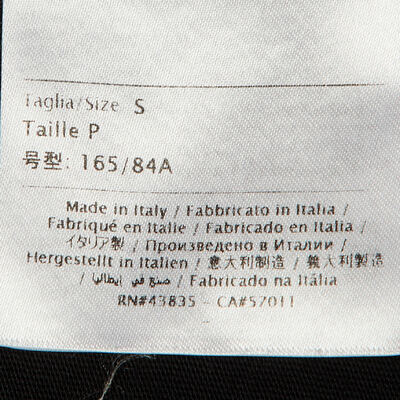 Taglia/Size S
Taille P
号型: 165/84A
Made in Italy / Fabbricato in Italia /
Fabriqué en Italie / Fabricado en Italia /
イタリア製 / Произведено в Италии /
Hergestellt in Italien / 意大利制造 / 義大利製造
/ صنع في إيطاليا / Fabricado na Itália
RN#43835 - CA#57011